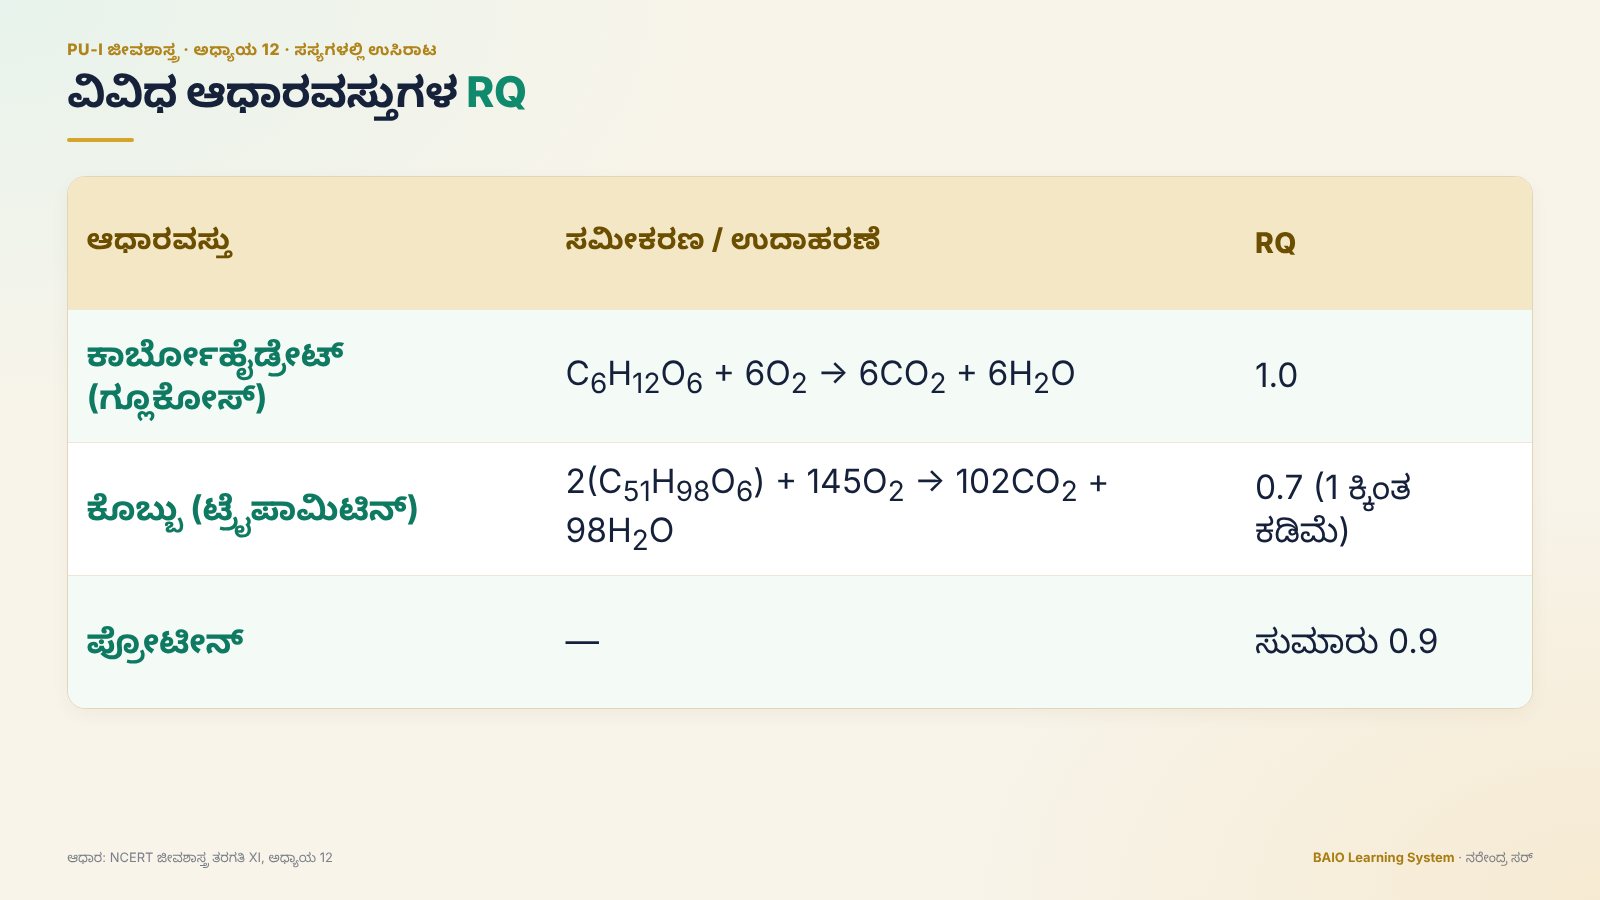 PU-I ಜೀವಶಾಸ್ತ್ರ · ಅಧ್ಯಾಯ 12 · ಸಸ್ಯಗಳಲ್ಲಿ ಉಸಿರಾಟ
ವಿವಿಧ ಆಧಾರವಸ್ತುಗಳ RQ
ಆಧಾರವಸ್ತು
ಸಮೀಕರಣ / ಉದಾಹರಣೆ
RQ
ಕಾರ್ಬೋಹೈಡ್ರೇಟ್
(ಗ್ಲೂಕೋಸ್)
C₆H₁₂O₆ + 6O₂ → 6CO₂ + 6H₂O
1.0
ಕೊಬ್ಬು (ಟ್ರೈಪಾಮಿಟಿನ್)
2(C₅₁H₉₈O₆) + 145O₂ → 102CO₂ +
98H₂O
0.7 (1 ಕ್ಕಿಂತ
ಕಡಿಮೆ)
ಪ್ರೋಟೀನ್
—
ಸುಮಾರು 0.9
ಆಧಾರ: NCERT ಜೀವಶಾಸ್ತ್ರ ತರಗತಿ XI, ಅಧ್ಯಾಯ 12
BAIO Learning System · ನರೇಂದ್ರ ಸರ್